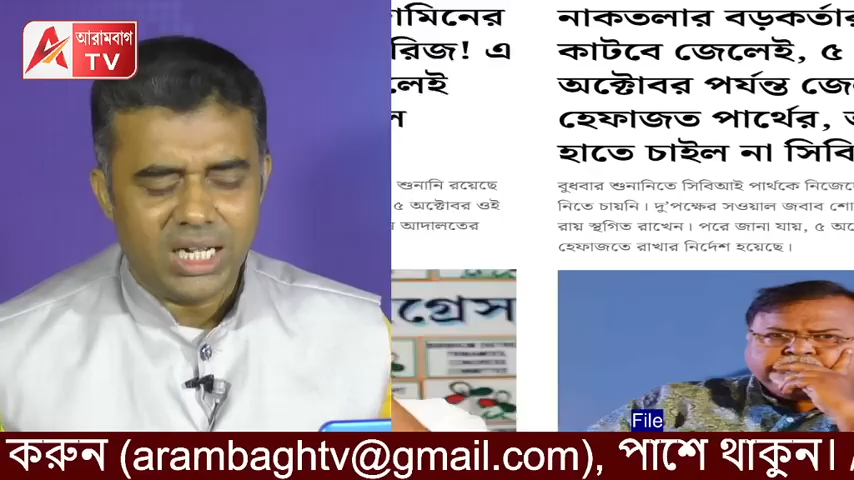 আরামবাগ
TV
ামিনের
রিজ! এ
লেই
শুনানি রয়েছে
৫ অক্টোবর ওই
আদালতের
নাকতলার বড়কর্তার
কাটবে জেলেই, ৫
অক্টোবর পর্যন্ত জে
হেফাজত পার্থের,
হাতে চাইল না সিবি
বুধবার শুনানিতে সিবিআই পার্থকে নিজেদে
নিতে চায়নি। দু'পক্ষের সওয়াল জবাব শো
রায় স্থগিত রাখেন। পরে জানা যায়, ৫ অ
হেফাজতে রাখার নির্দেশ হয়েছে।
গ্রেস
File
করুন (arambaghtv@gmail.com), পাশে থাকুন।